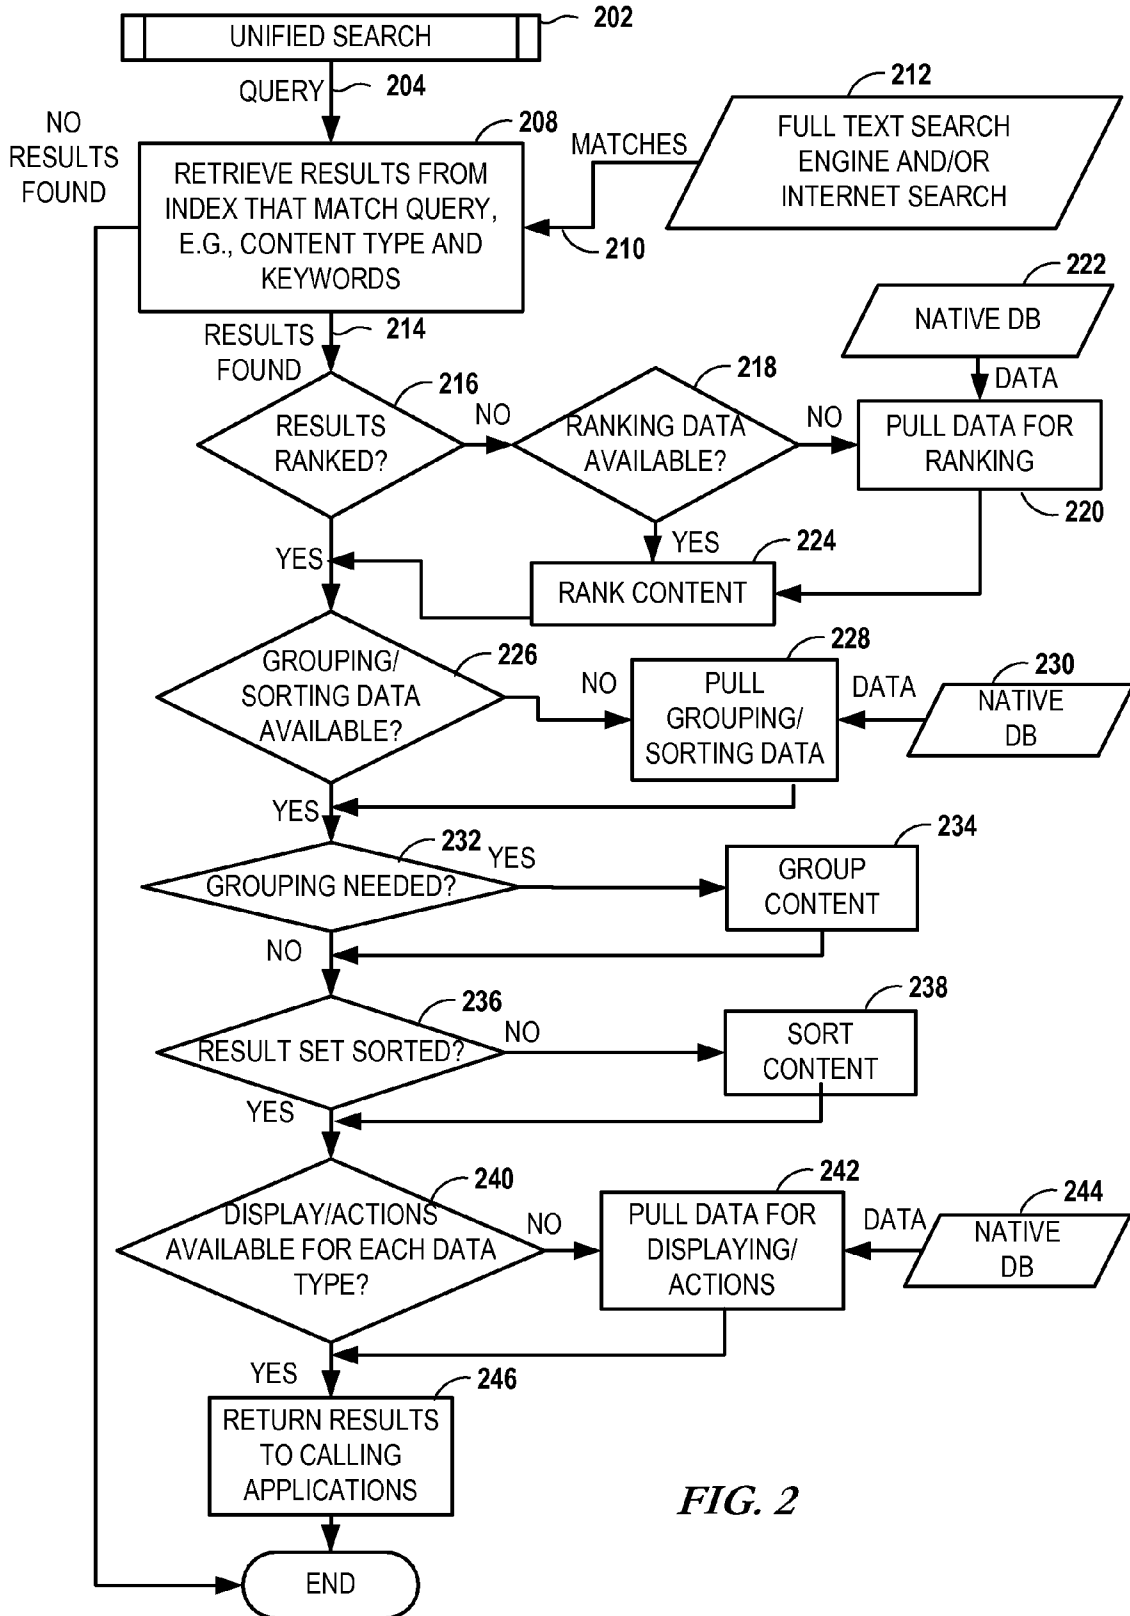 UNIFIED SEARCH
202
QUERY
204
NO
RESULTS
FOUND
208
RETRIEVE RESULTS FROM
INDEX THAT MATCH QUERY,
E.G., CONTENT TYPE AND
KEYWORDS
MATCHES
210
212
FULL TEXT SEARCH
ENGINE AND/OR
INTERNET SEARCH
RESULTS
FOUND
214
222
NATIVE DB
DATA
216
RESULTS
RANKED?
NO
218
RANKING DATA
AVAILABLE?
NO
PULL DATA FOR
RANKING
220
YES
YES
224
RANK CONTENT
226
GROUPING/
SORTING DATA
AVAILABLE?
NO
228
PULL
GROUPING/
SORTING DATA
DATA
230
NATIVE
DB
YES
232
GROUPING NEEDED?
YES
234
GROUP
CONTENT
NO
236
RESULT SET SORTED?
NO
238
SORT
CONTENT
YES
240
DISPLAY/ACTIONS
AVAILABLE FOR EACH DATA
TYPE?
NO
242
PULL DATA FOR
DISPLAYING/
ACTIONS
DATA
244
NATIVE
DB
YES
246
RETURN RESULTS
TO CALLING
APPLICATIONS
FIG. 2
END